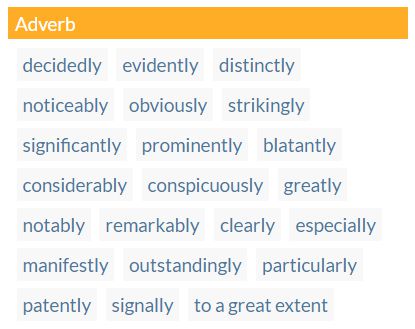 Adverb
decidedly evidently distinctly
noticeably obviously strikingly
significantly prominently blatantly
considerably conspicuously greatly
notably remarkably clearly especially
manifestly outstandingly particularly
patently signally to a great extent